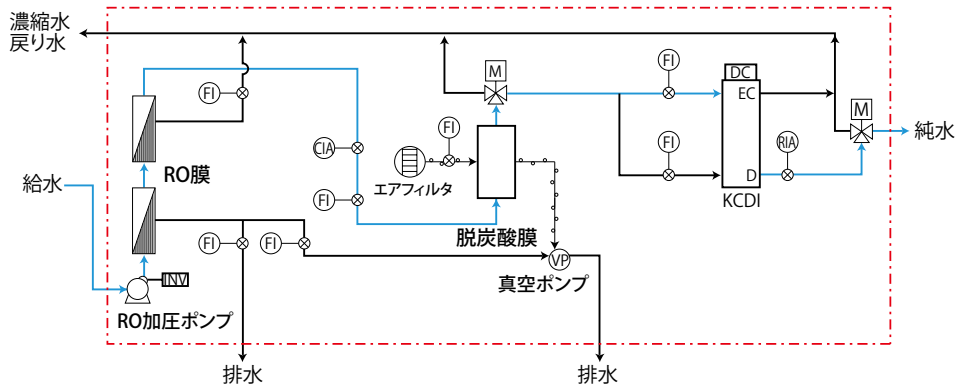 濃縮水
戻り水
M
FI
DC
EC
M
純水
FI
FI
CIA
エアフィルタ
FI
RIA
D
KCDI
RO膜
給水
FI
脱炭酸膜
FI
FI
VP
真空ポンプ
INV
RO加圧ポンプ
排水
排水